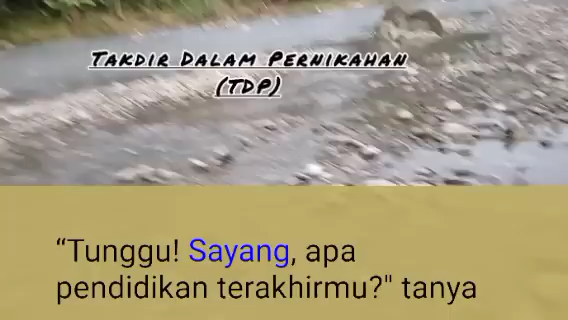 Takdir Dalam Pernikahan
(TDP)
“Tunggu! Sayang, apa
pendidikan terakhirmu?" tanya